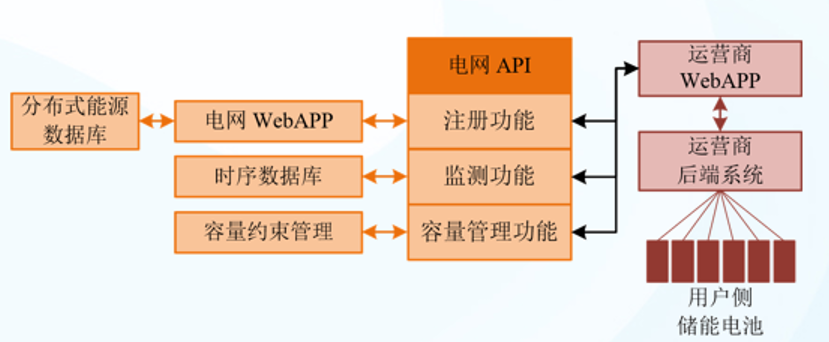 电网 API
运营商
WebAPP
分布式能源
数据库
电网 WebAPP
注册功能
时序数据库
监测功能
运营商
后端系统
容量约束管理
容量管理功能
用户侧
储能电池